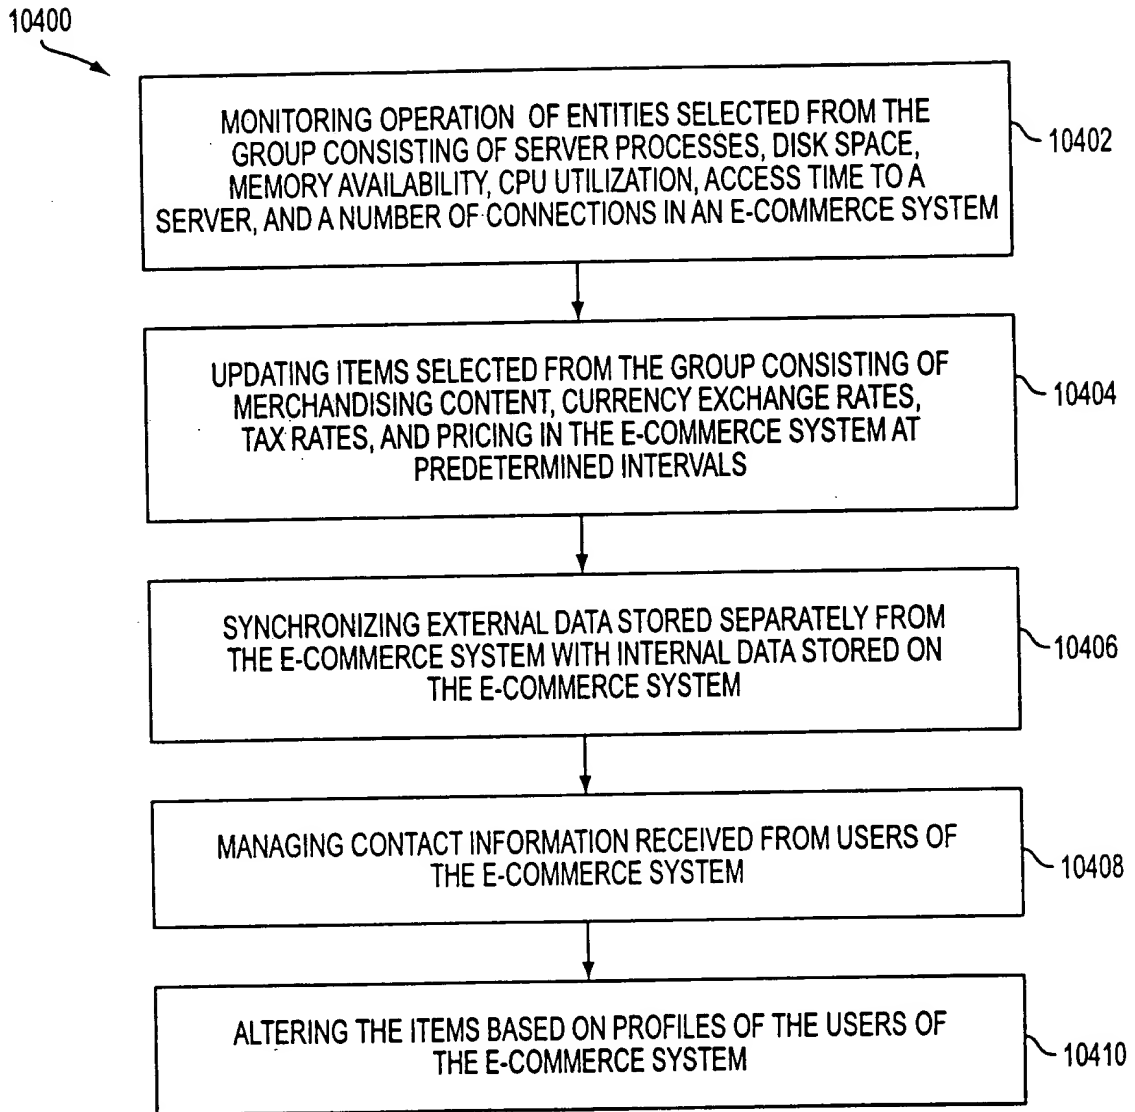 10400
MONITORING OPERATION OF ENTITIES SELECTED FROM THE
GROUP CONSISTING OF SERVER PROCESSES, DISK SPACE,
MEMORY AVAILABILITY, CPU UTILIZATION, ACCESS TIME TO A
SERVER, AND A NUMBER OF CONNECTIONS IN AN E-COMMERCE SYSTEM
10402
UPDATING ITEMS SELECTED FROM THE GROUP CONSISTING OF
MERCHANDISING CONTENT, CURRENCY EXCHANGE RATES,
TAX RATES, AND PRICING IN THE E-COMMERCE SYSTEM AT
PREDETERMINED INTERVALS
10404
SYNCHRONIZING EXTERNAL DATA STORED SEPARATELY FROM
THE E-COMMERCE SYSTEM WITH INTERNAL DATA STORED ON
THE E-COMMERCE SYSTEM
10406
MANAGING CONTACT INFORMATION RECEIVED FROM USERS OF
THE E-COMMERCE SYSTEM
10408
ALTERING THE ITEMS BASED ON PROFILES OF THE USERS OF
THE E-COMMERCE SYSTEM
10410